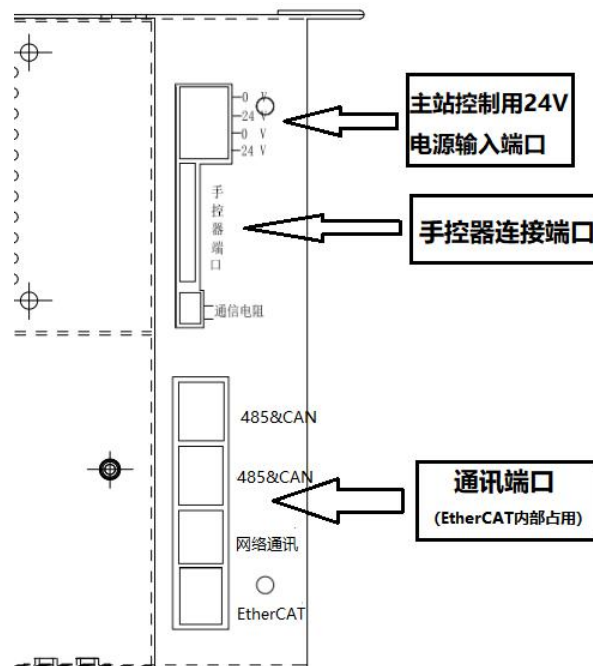 0 V
24 V
0 V
24 V
主站控制用24V
电源输入端口
手控器端口
手控器连接端口
通信电阻
485&CAN
485&CAN
通讯端口
(EtherCAT内部占用)
网络通讯
EtherCAT